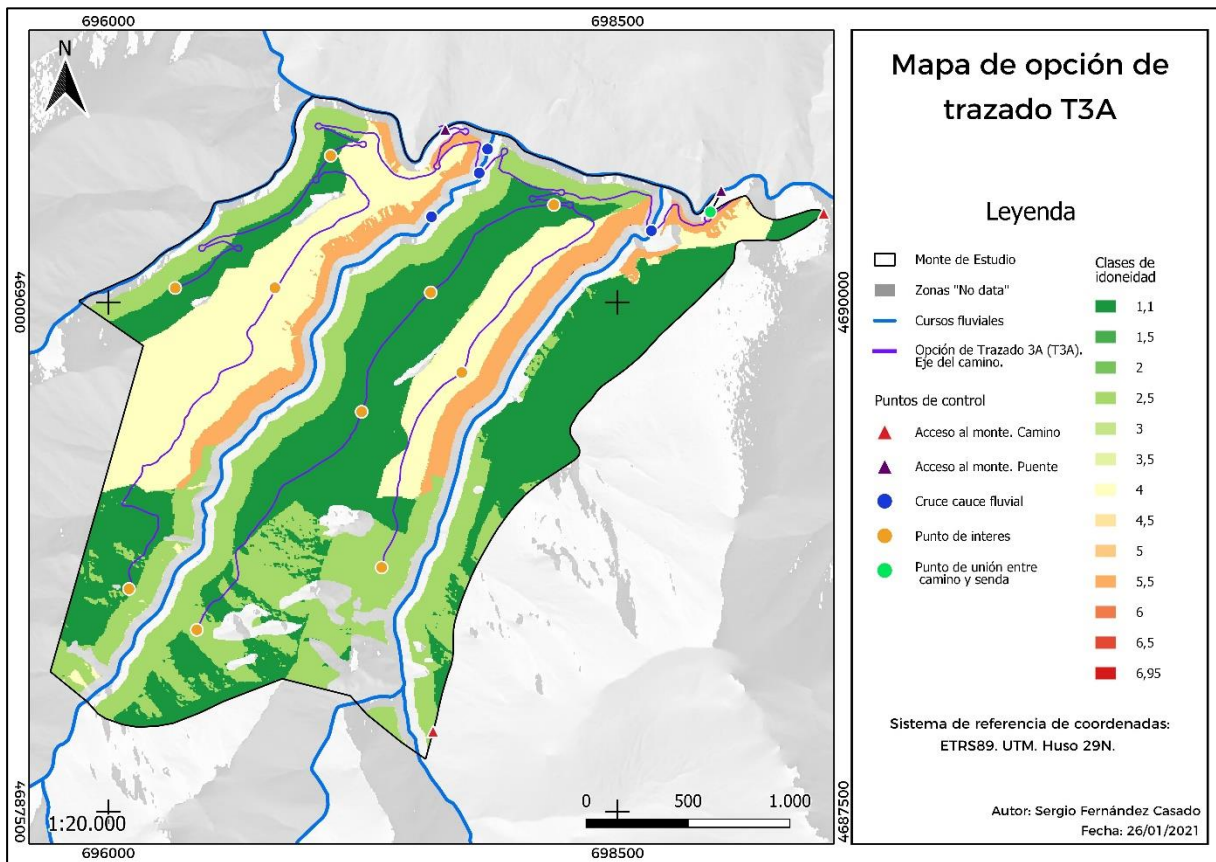 696000
698500
N
4690000
4690000
4687500
4687500
0
500
1.000
1:20.000
696000
698500
Mapa de opción de
trazado T3A
Leyenda
Monte de Estudio
Zonas "No data"
Cursos fluviales
Opción de Trazado 3A (T3A).
Eje del camino.
Puntos de control
Acceso al monte. Camino
Acceso al monte. Puente
Cruce cauce fluvial
Punto de interes
Punto de unión entre
camino y senda
Clases de
idoneidad
1,1
1,5
2
2,5
3
3,5
4
4,5
5
5,5
6
6,5
6,95
Sistema de referencia de coordenadas:
ETRS89. UTM. Huso 29N.
Autor: Sergio Fernández Casado
Fecha: 26/01/2021